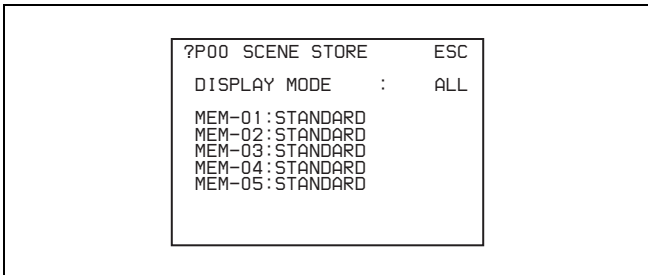 ?P00 SCENE STORE ESC
DISPLAY MODE : ALL
MEM-01:STANDARD
MEM-02:STANDARD
MEM-03:STANDARD
MEM-04:STANDARD
MEM-05:STANDARD